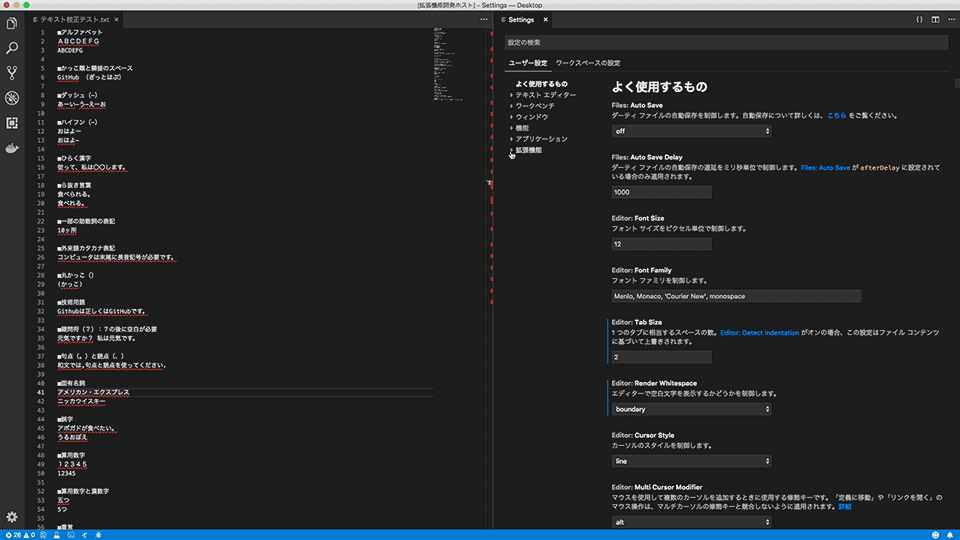 [拡張機能開発ホスト] - Settings — Desktop
テキスト校正テスト.txt
1 ■アルファベット
2 ＡＢＣＤＥＦＧ
3 ABCDEFG
4
5 ■かっこ類と隣接のスペース
6 GitHub （ぎっとはぶ）
7
8 ■ダッシュ（−）
9 あーい−う−えーお
10
11 ■ハイフン（−）
12 おはよー
13 おはよ−
14
15 ■ひらく漢字
16 従って、私は〇〇します。
17
18 ■ら抜き言葉
19 食べられる。
20 食べれる。
21
22 ■一部の助数詞の表記
23 10ヶ所
24
25 ■外来語カタカナ表記
26 コンピュータは末尾に長音記号が必要です。
27
28 ■丸かっこ（）
29 (かっこ)
30
31 ■技術用語
32 Githubは正しくはGitHubです。
33
34 ■疑問符（？）：？の後に空白が必要
35 元気ですか？ 私は元気です。
36
37 ■句点（。）と読点（、）
38 和文では,句点と読点を使ってください.
39
40 ■固有名詞
41 アメリカン・エクスプレス
42 ニッカウイスキー
43
44 ■誤字
45 アボガドが食べたい。
46 うるおぼえ
47
48 ■算用数字
49 １２３４５
50 12345
51
52 ■算用数字と漢数字
53 五つ
54 5つ
55
56 ■重言
26 0
Settings
設定の検索
ユーザー設定 ワークスペースの設定
よく使用するもの
テキスト エディター
ワークベンチ
ウィンドウ
機能
アプリケーション
拡張機能
よく使用するもの
Files: Auto Save
ダーティ ファイルの自動保存を制御します。自動保存について詳しくは、こちら をご覧ください。
off
Files: Auto Save Delay
ダーティ ファイルの自動保存の遅延をミリ秒単位で制御します。Files: Auto Save が afterDelay に設定されて
いる場合のみ適用されます。
1000
Editor: Font Size
フォント サイズをピクセル単位で制御します。
12
Editor: Font Family
フォント ファミリを制御します。
Menlo, Monaco, 'Courier New', monospace
Editor: Tab Size
1 つのタブに相当するスペースの数。Editor: Detect Indentation がオンの場合、この設定はファイル コンテンツ
に基づいて上書きされます。
2
Editor: Render Whitespace
エディターで空白文字を表示するかどうかを制御します。
boundary
Editor: Cursor Style
カーソルのスタイルを制御します。
line
Editor: Multi Cursor Modifier
マウスを使用して複数のカーソルを追加するときに使用する修飾キーです。「定義に移動」や「リンクを開く」の
マウス操作は、マルチカーソルの修飾キーと競合しないように適用されます。詳細
alt